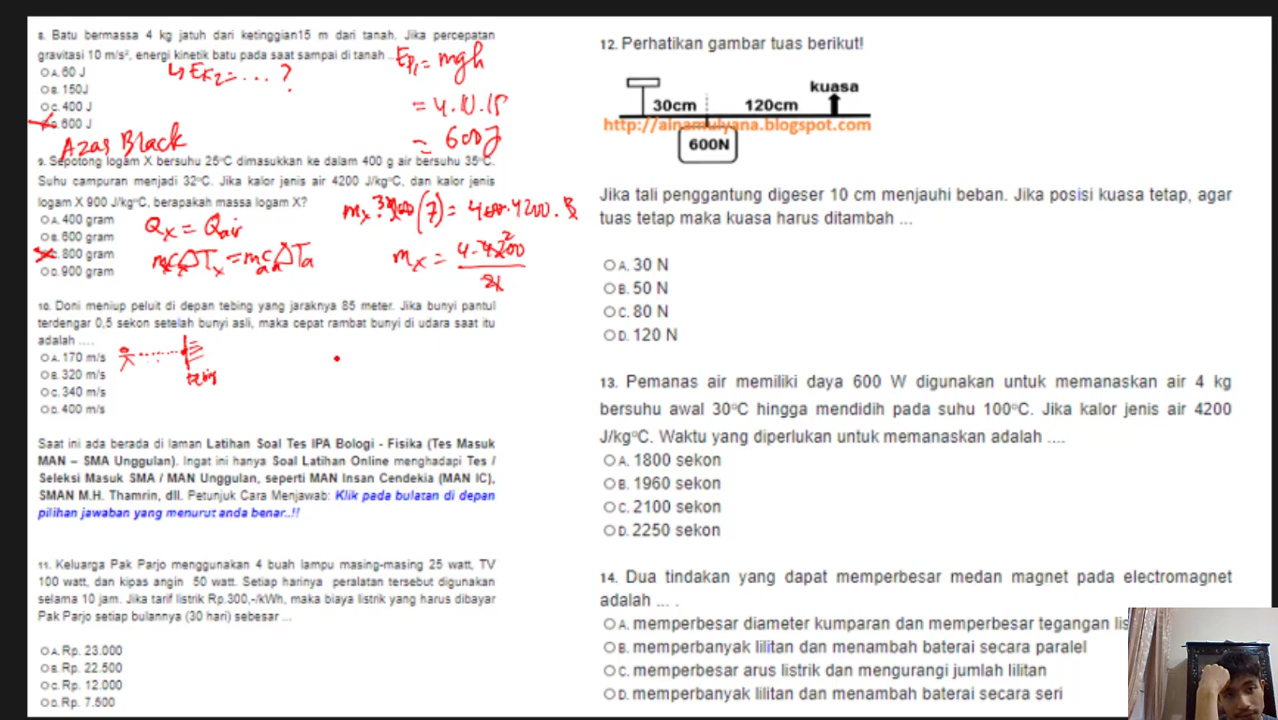 8. Batu bermassa 4 kg jatuh dari ketinggian15 m dari tanah. Jika percepatan
gravitasi 10 m/s², energi kinetik batu pada saat sampai di tanah ...
O A. 60 J
O B. 150J
O C. 400 J
O D. 600 J
↳ EK₂ = ... ?
EP₁ = mgh
= 4.10.15
= 600 J
Azas Black
9. Sepotong logam X bersuhu 25°C dimasukkan ke dalam 400 g air bersuhu 35°C.
Suhu campuran menjadi 32°C. Jika kalor jenis air 4200 J/kg°C, dan kalor jenis
logam X 900 J/kg°C, berapakah massa logam X?
O A. 400 gram
O B. 600 gram
O C. 800 gram
O D. 900 gram
Qx = Qair
mxcxΔTx = macaΔTa
mx = 4.4200
21
10. Doni meniup peluit di depan tebing yang jaraknya 85 meter. Jika bunyi pantul
terdengar 0,5 sekon setelah bunyi asli, maka cepat rambat bunyi di udara saat itu
adalah ....
O A. 170 m/s
O B. 320 m/s
O C. 340 m/s
O D. 400 m/s
tebing
Saat ini ada berada di laman Latihan Soal Tes IPA Bologi - Fisika (Tes Masuk
MAN – SMA Unggulan). Ingat ini hanya Soal Latihan Online menghadapi Tes /
Seleksi Masuk SMA / MAN Unggulan, seperti MAN Insan Cendekia (MAN IC),
SMAN M.H. Thamrin, dll. Petunjuk Cara Menjawab: Klik pada bulatan di depan
pilihan jawaban yang menurut anda benar..!!
11. Keluarga Pak Parjo menggunakan 4 buah lampu masing-masing 25 watt, TV
100 watt, dan kipas angin 50 watt. Setiap harinya peralatan tersebut digunakan
selama 10 jam. Jika tarif listrik Rp.300,-/kWh, maka biaya listrik yang harus dibayar
Pak Parjo setiap bulannya (30 hari) sebesar ...
O A. Rp. 23.000
O B. Rp. 22.500
O C. Rp. 12.000
O D. Rp. 7.500
12. Perhatikan gambar tuas berikut!
kuasa
30cm 120cm
http://ainamulyana.blogspot.com
600N
Jika tali penggantung digeser 10 cm menjauhi beban. Jika posisi kuasa tetap, agar
tuas tetap maka kuasa harus ditambah ...
O A. 30 N
O B. 50 N
O C. 80 N
O D. 120 N
13. Pemanas air memiliki daya 600 W digunakan untuk memanaskan air 4 kg
bersuhu awal 30°C hingga mendidih pada suhu 100°C. Jika kalor jenis air 4200
J/kg°C. Waktu yang diperlukan untuk memanaskan adalah ....
O A. 1800 sekon
O B. 1960 sekon
O C. 2100 sekon
O D. 2250 sekon
14. Dua tindakan yang dapat memperbesar medan magnet pada electromagnet
adalah ... .
O A. memperbesar diameter kumparan dan memperbesar tegangan lis
O B. memperbanyak lilitan dan menambah baterai secara paralel
O C. memperbesar arus listrik dan mengurangi jumlah lilitan
O D. memperbanyak lilitan dan menambah baterai secara seri